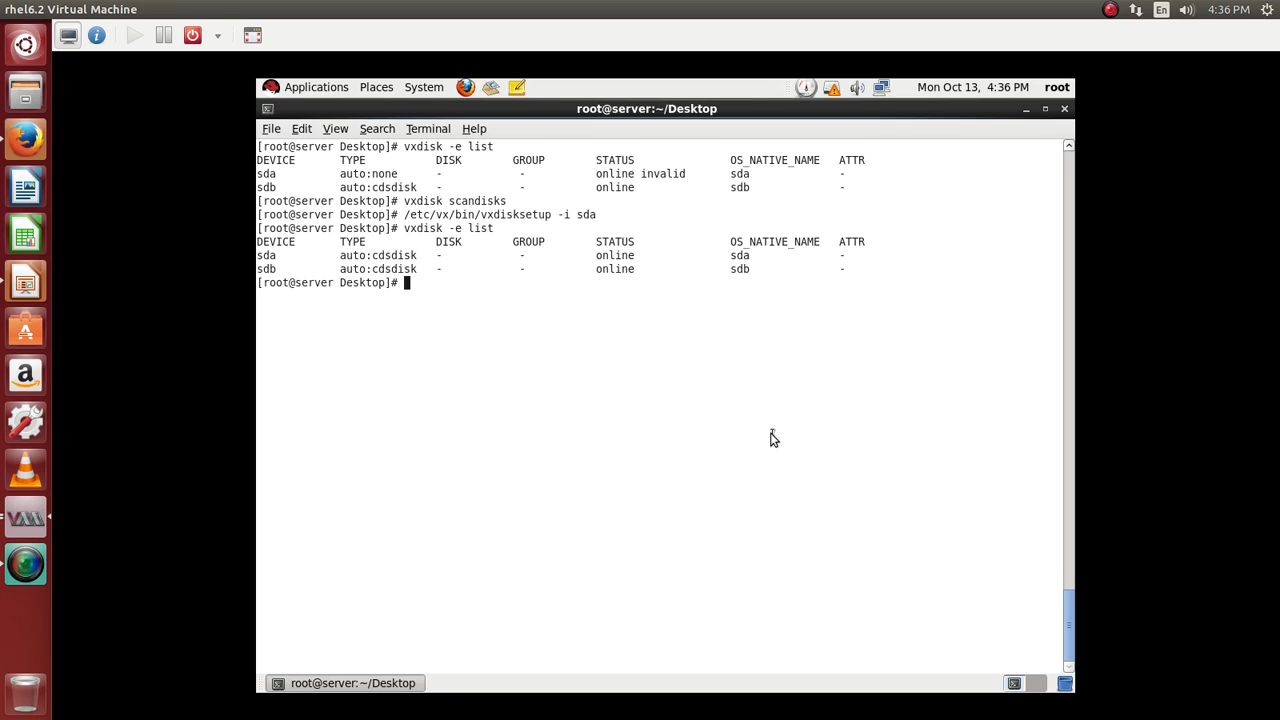 rhel6.2 Virtual Machine
En
4:36 PM
Applications Places System
Mon Oct 13, 4:36 PM
root
root@server:~/Desktop
File Edit View Search Terminal Help
[root@server Desktop]# vxdisk -e list
DEVICE TYPE DISK GROUP STATUS OS_NATIVE_NAME ATTR
sda auto:none - - online invalid sda -
sdb auto:cdsdisk - - online sdb -
[root@server Desktop]# vxdisk scandisks
[root@server Desktop]# /etc/vx/bin/vxdisksetup -i sda
[root@server Desktop]# vxdisk -e list
DEVICE TYPE DISK GROUP STATUS OS_NATIVE_NAME ATTR
sda auto:cdsdisk - - online sda -
sdb auto:cdsdisk - - online sdb -
[root@server Desktop]#
root@server:~/Desktop